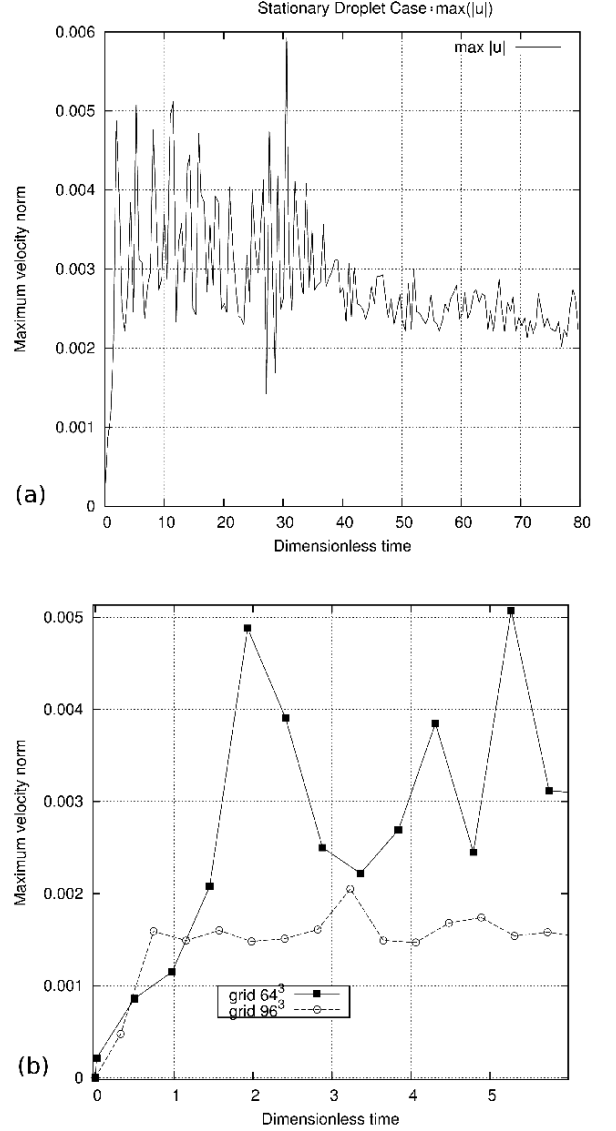 Stationary Droplet Case : max(|u|)
max |u|
0.006
0.005
0.004
0.003
0.002
0.001
0
Maximum velocity norm
0 10 20 30 40 50 60 70 80
Dimensionless time
(a)
0.005
0.004
0.003
0.002
0.001
0
Maximum velocity norm
grid 64³
grid 96³
0 1 2 3 4 5
Dimensionless time
(b)